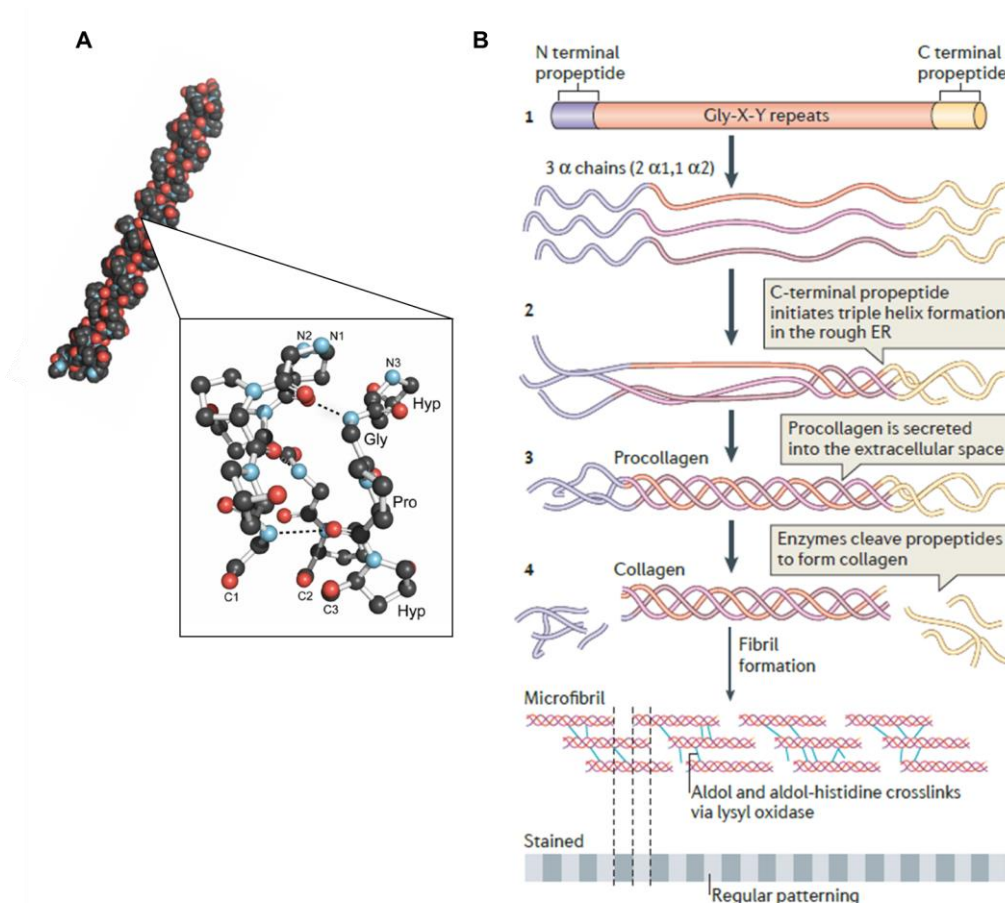 A
N2
N1
N3
Hyp
Gly
Pro
C1
C2
C3
Hyp
B
N terminal
propeptide
C terminal
propeptide
1
Gly-X-Y repeats
3 α chains (2 α1,1 α2)
2
C-terminal propeptide
initiates triple helix formation
in the rough ER
Procollagen is secreted
into the extracellular space
3
Procollagen
Enzymes cleave propeptides
to form collagen
4
Collagen
Fibril
formation
Microfibril
Aldol and aldol-histidine crosslinks
via lysyl oxidase
Stained
Regular patterning